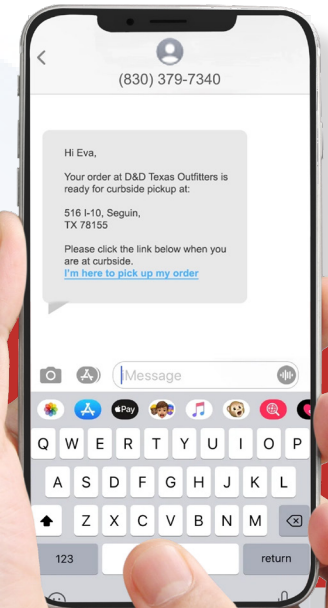 (830) 379-7340
Hi Eva,
Your order at D&D Texas Outfitters is
ready for curbside pickup at:
516 I-10, Seguin,
TX 78155
Please click the link below when you
are at curbside.
I'm here to pick up my order
iMessage
Pay
Q W E R T Y U I O P
A S D F G H J K L
Z X C V B N M
123
return